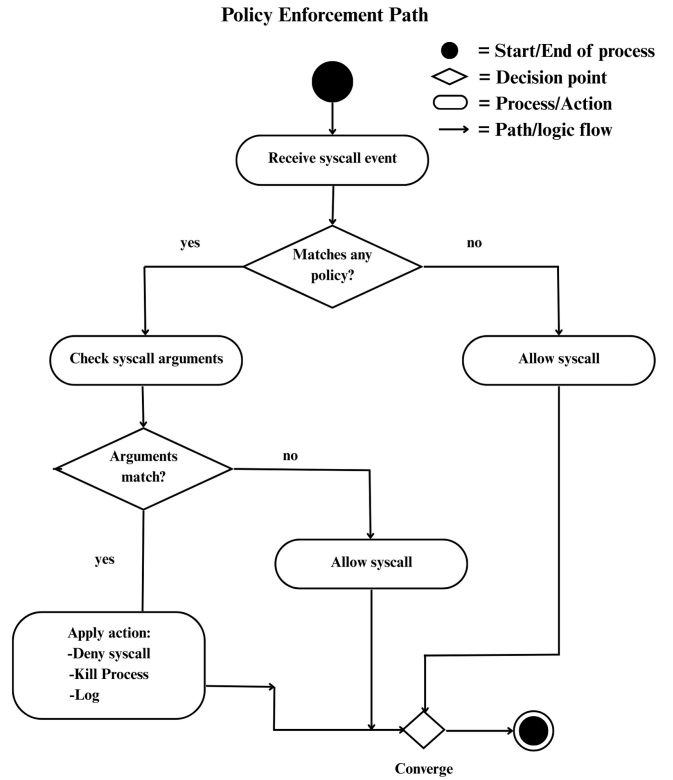 Policy Enforcement Path
= Start/End of process
= Decision point
= Process/Action
= Path/logic flow
Receive syscall event
yes
no
Matches any
policy?
Check syscall arguments
Allow syscall
Arguments
match?
no
yes
Allow syscall
Apply action:
-Deny syscall
-Kill Process
-Log
Converge